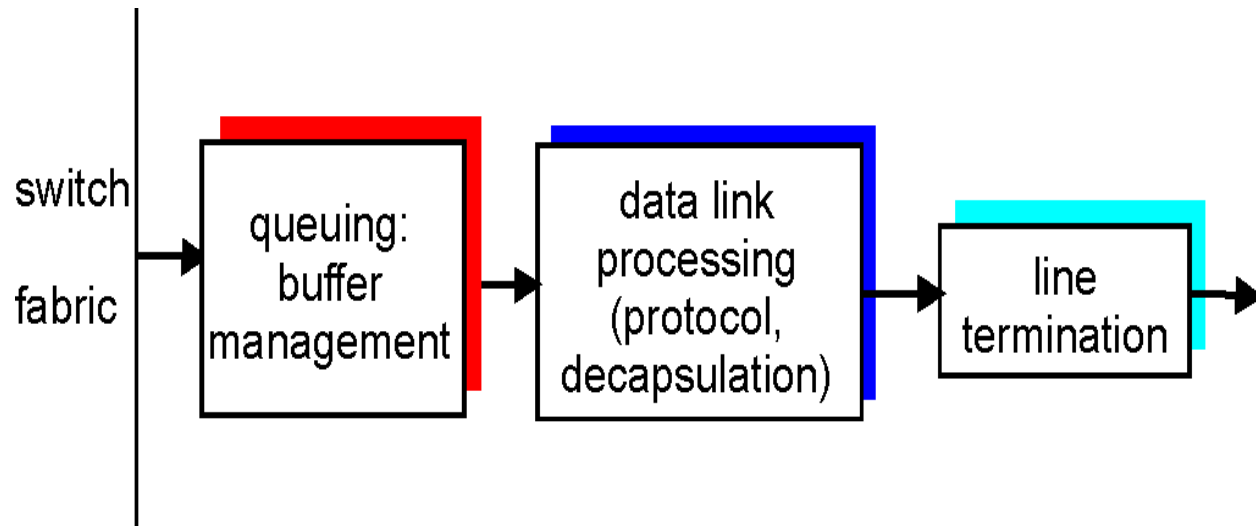 switch
fabric
queuing:
buffer
management
data link
processing
(protocol,
decapsulation)
line
termination